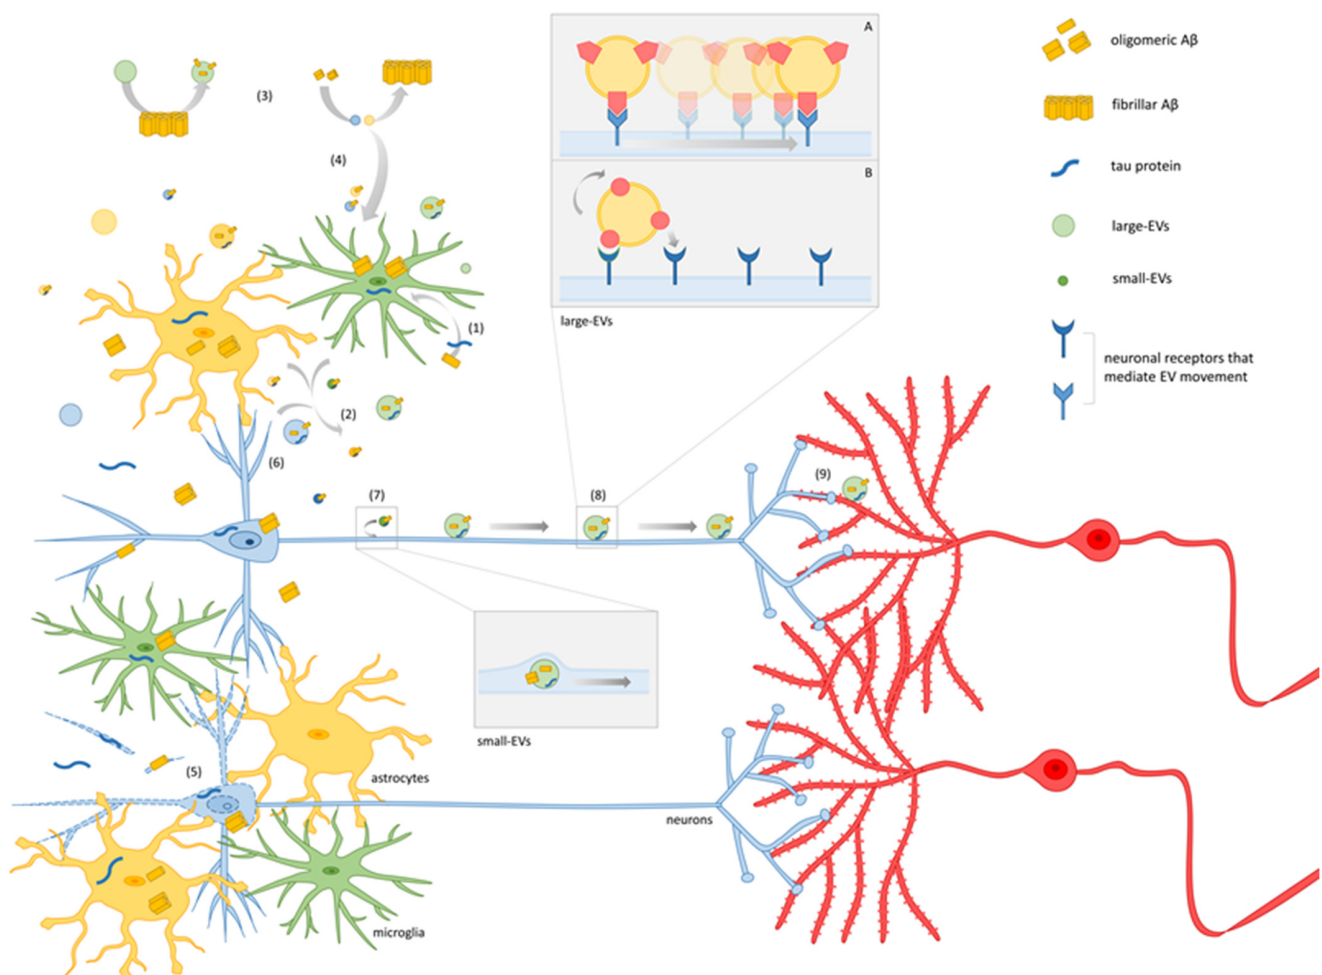 A
oligomeric Aβ
(3)
fibrillar Aβ
(4)
tau protein
B
large-EVs
small-EVs
(1)
large-EVs
neuronal receptors that
mediate EV movement
(2)
(6)
(7)
(8)
(9)
small-EVs
(5)
astrocytes
neurons
microglia